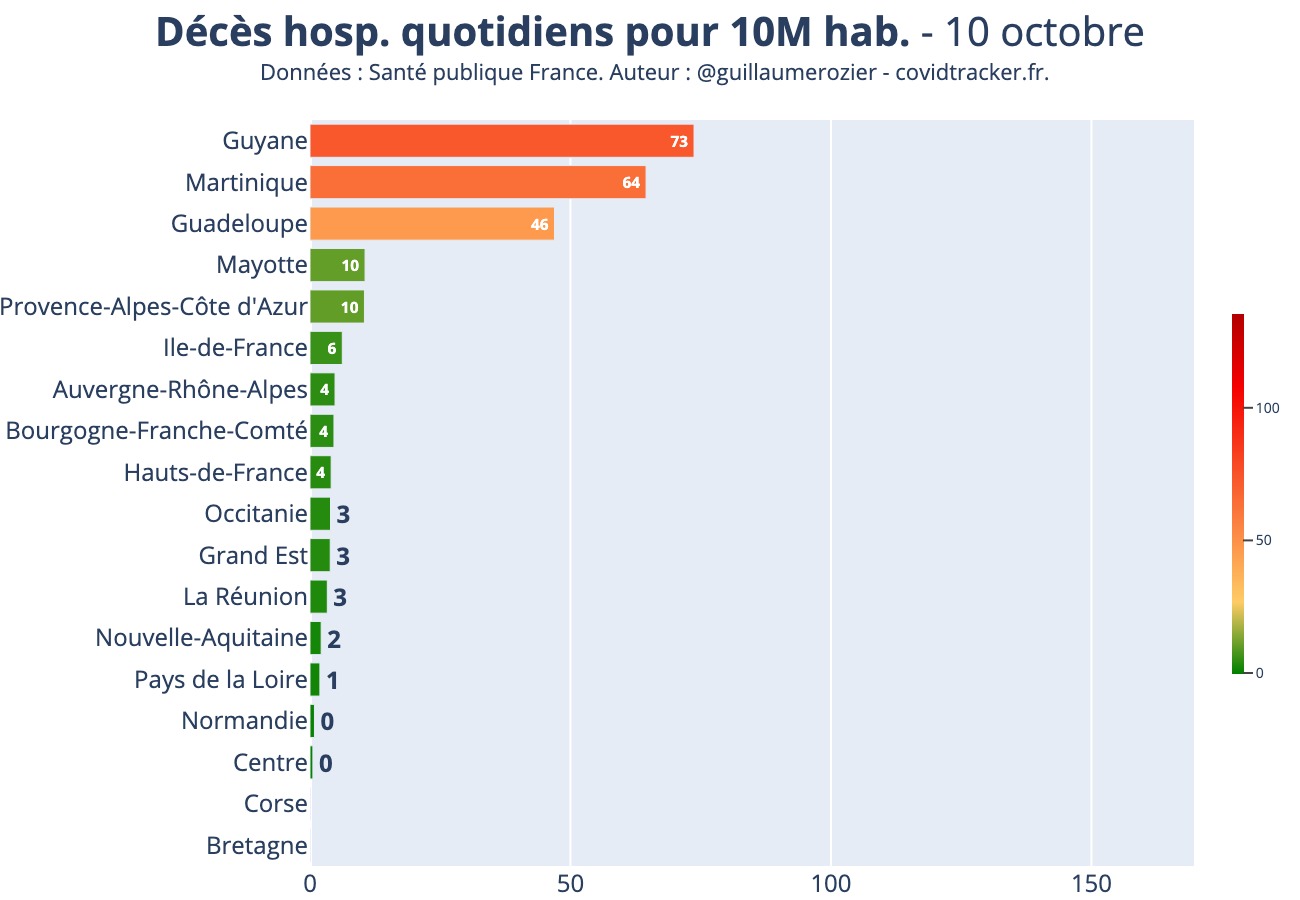 Décès hosp. quotidiens pour 10M hab. - 10 octobre
Données : Santé publique France. Auteur : @guillaumerozier - covidtracker.fr.
Guyane 73
Martinique 64
Guadeloupe 46
Mayotte 10
Provence-Alpes-Côte d'Azur 10
Ile-de-France 6
Auvergne-Rhône-Alpes 4
Bourgogne-Franche-Comté 4
Hauts-de-France 4
Occitanie 3
Grand Est 3
La Réunion 3
Nouvelle-Aquitaine 2
Pays de la Loire 1
Normandie 0
Centre 0
Corse
Bretagne
0 50 100 150
100
50
0